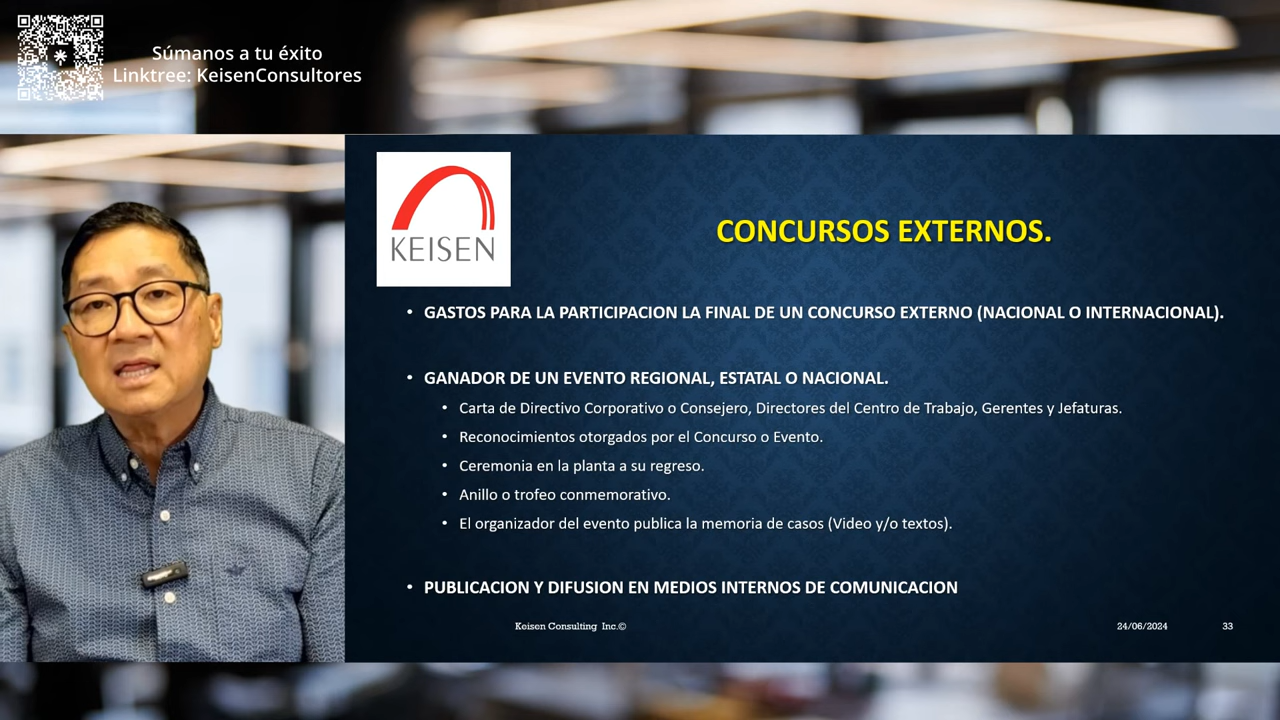 Súmanos a tu éxito
Linktree: KeisenConsultores
KEISEN
CONCURSOS EXTERNOS.
• GASTOS PARA LA PARTICIPACION LA FINAL DE UN CONCURSO EXTERNO (NACIONAL O INTERNACIONAL).
• GANADOR DE UN EVENTO REGIONAL, ESTATAL O NACIONAL.
• Carta de Directivo Corporativo o Consejero, Directores del Centro de Trabajo, Gerentes y Jefaturas.
• Reconocimientos otorgados por el Concurso o Evento.
• Ceremonia en la planta a su regreso.
• Anillo o trofeo conmemorativo.
• El organizador del evento publica la memoria de casos (Video y/o textos).
• PUBLICACION Y DIFUSION EN MEDIOS INTERNOS DE COMUNICACION
Keisen Consulting Inc.© 24/06/2024 33